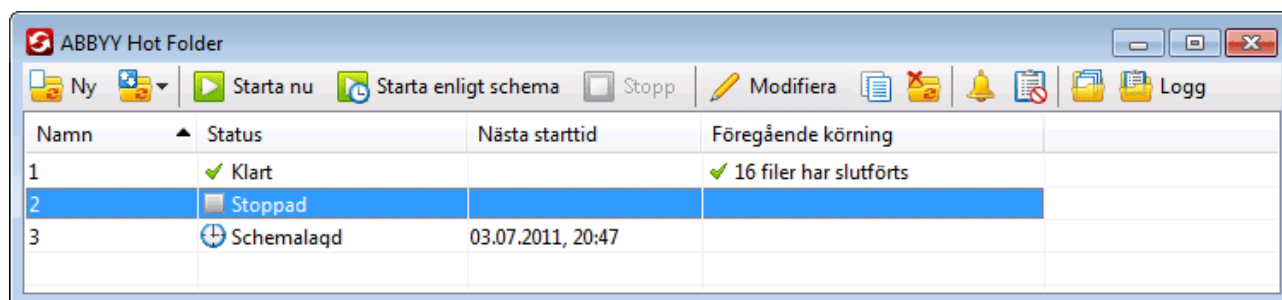 ABBYY Hot Folder
Ny Starta nu Starta enligt schema Stopp Modifiera Logg
Namn Status Nästa starttid Föregående körning
1 Klart 16 filer har slutförts
2 Stoppad
3 Schemalagd 03.07.2011, 20:47